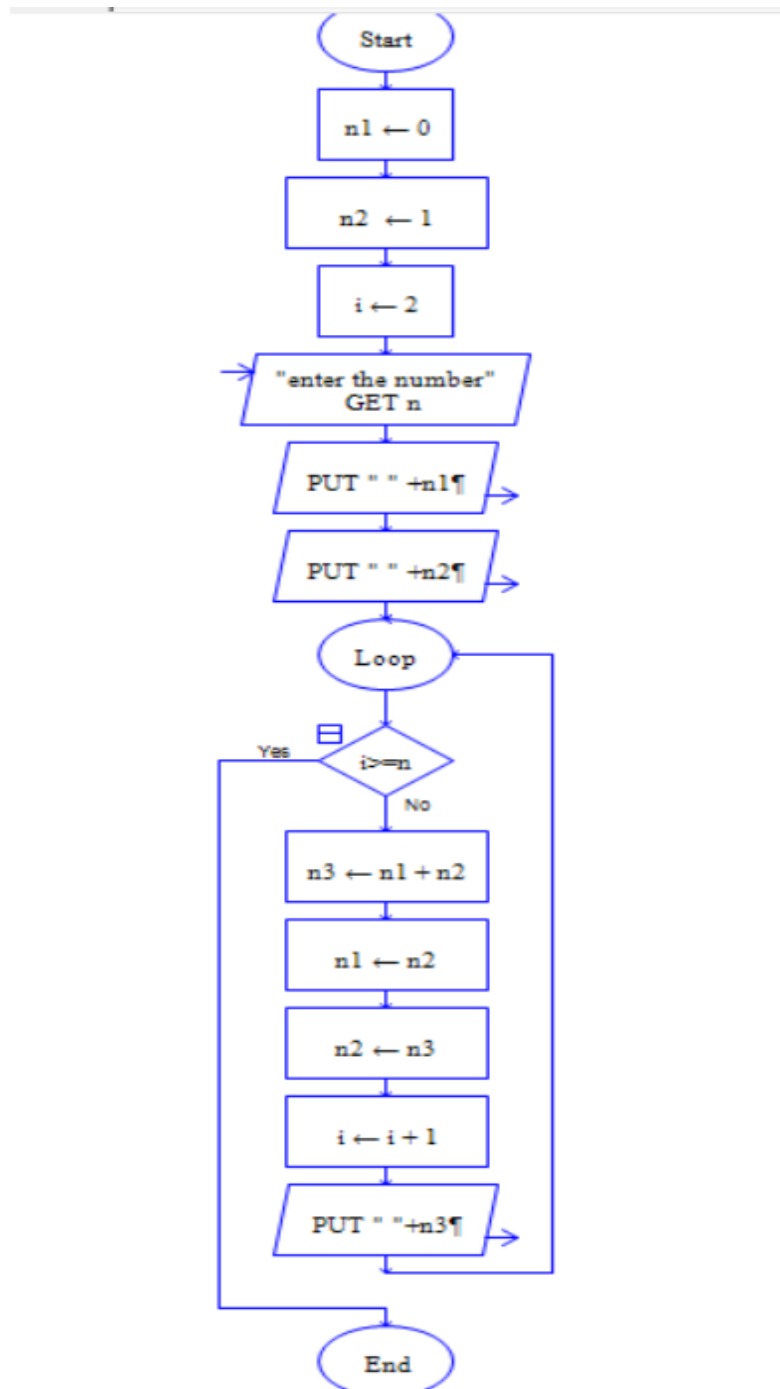 Start
n1 ← 0
n2 ← 1
i ← 2
"enter the number"
GET n
PUT " " +n1¶
PUT " " +n2¶
Loop
Yes
i>=n
No
n3 ← n1 + n2
n1 ← n2
n2 ← n3
i ← i + 1
PUT " "+n3¶
End